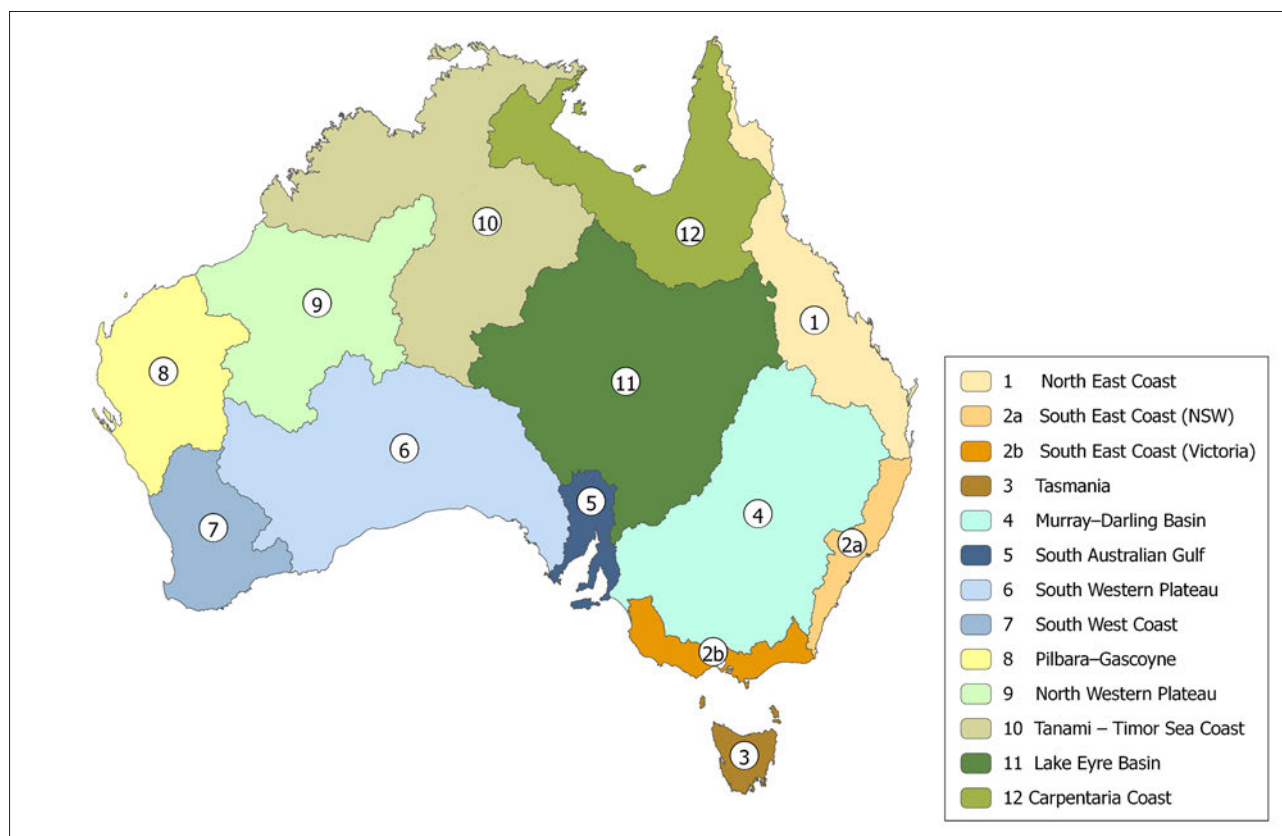 12
10
9
1
8
11
6
5
4
7
2a
2b
3
1 North East Coast
2a South East Coast (NSW)
2b South East Coast (Victoria)
3 Tasmania
4 Murray–Darling Basin
5 South Australian Gulf
6 South Western Plateau
7 South West Coast
8 Pilbara–Gascoyne
9 North Western Plateau
10 Tanami – Timor Sea Coast
11 Lake Eyre Basin
12 Carpentaria Coast